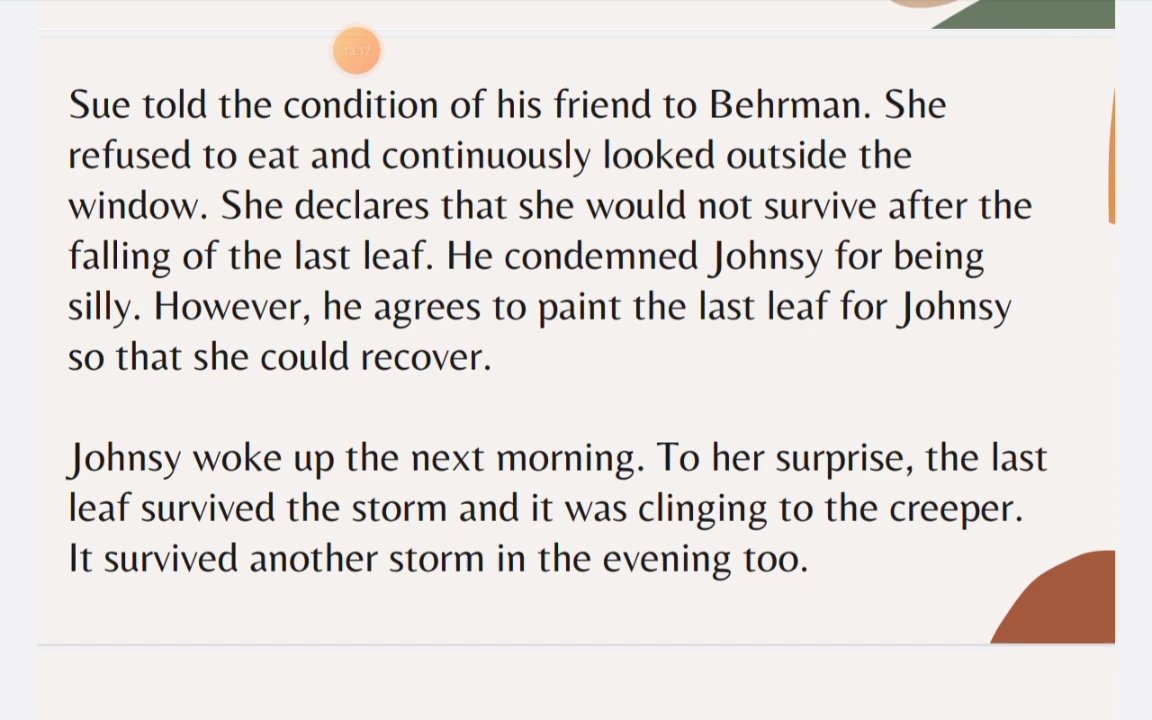 13:17
Sue told the condition of his friend to Behrman. She
refused to eat and continuously looked outside the
window. She declares that she would not survive after the
falling of the last leaf. He condemned Johnsy for being
silly. However, he agrees to paint the last leaf for Johnsy
so that she could recover.
Johnsy woke up the next morning. To her surprise, the last
leaf survived the storm and it was clinging to the creeper.
It survived another storm in the evening too.